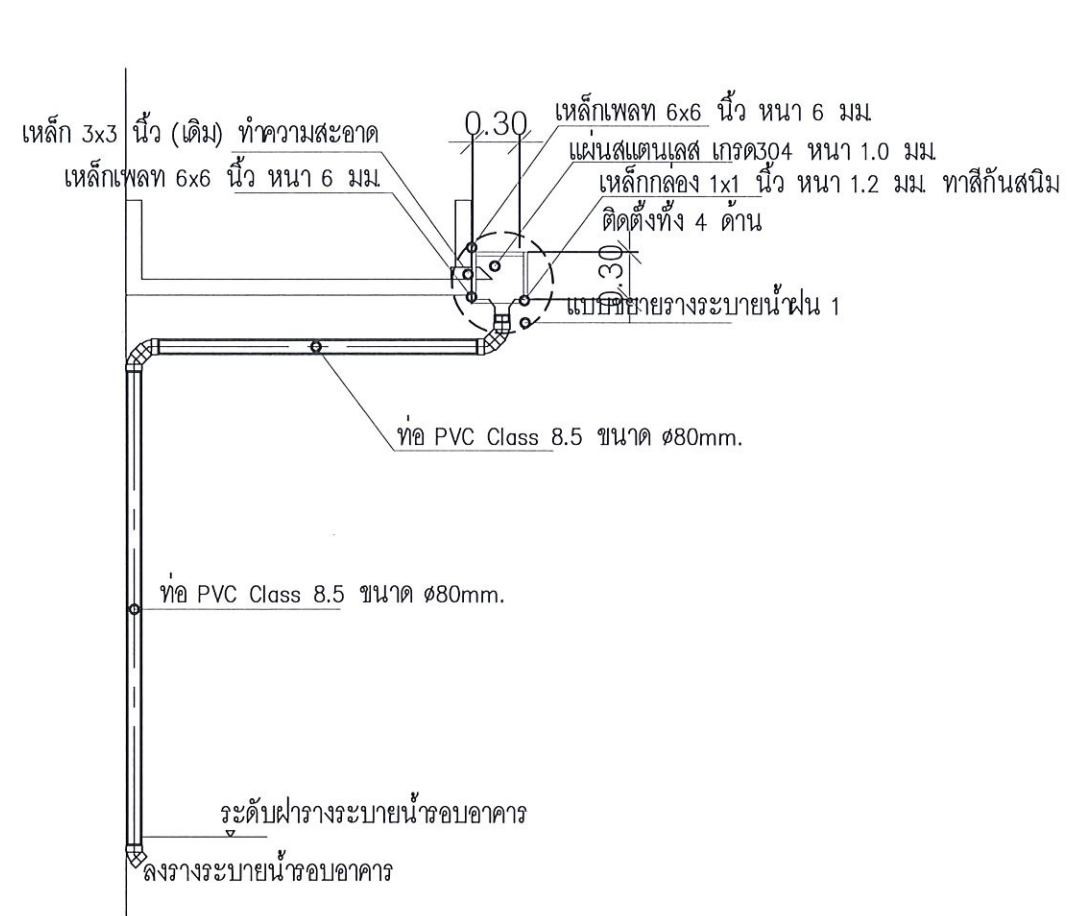 0.30
เหล็กเพลท 6x6 นิ้ว หนา 6 มม.
เหล็ก 3x3 นิ้ว (เดิม) ทำความสะอาด
แผ่นสแตนเลส เกรด304 หนา 1.0 มม.
เหล็กเพลท 6x6 นิ้ว หนา 6 มม.
เหล็กกล่อง 1x1 นิ้ว หนา 1.2 มม. ทาสีกันสนิม
ติดตั้งทั้ง 4 ด้าน
0.30
แบบขยายรางระบายน้ำฝน 1
ท่อ PVC Class 8.5 ขนาด ø80mm.
ท่อ PVC Class 8.5 ขนาด ø80mm.
ระดับฝารางระบายน้ำรอบอาคาร
ลงรางระบายน้ำรอบอาคาร